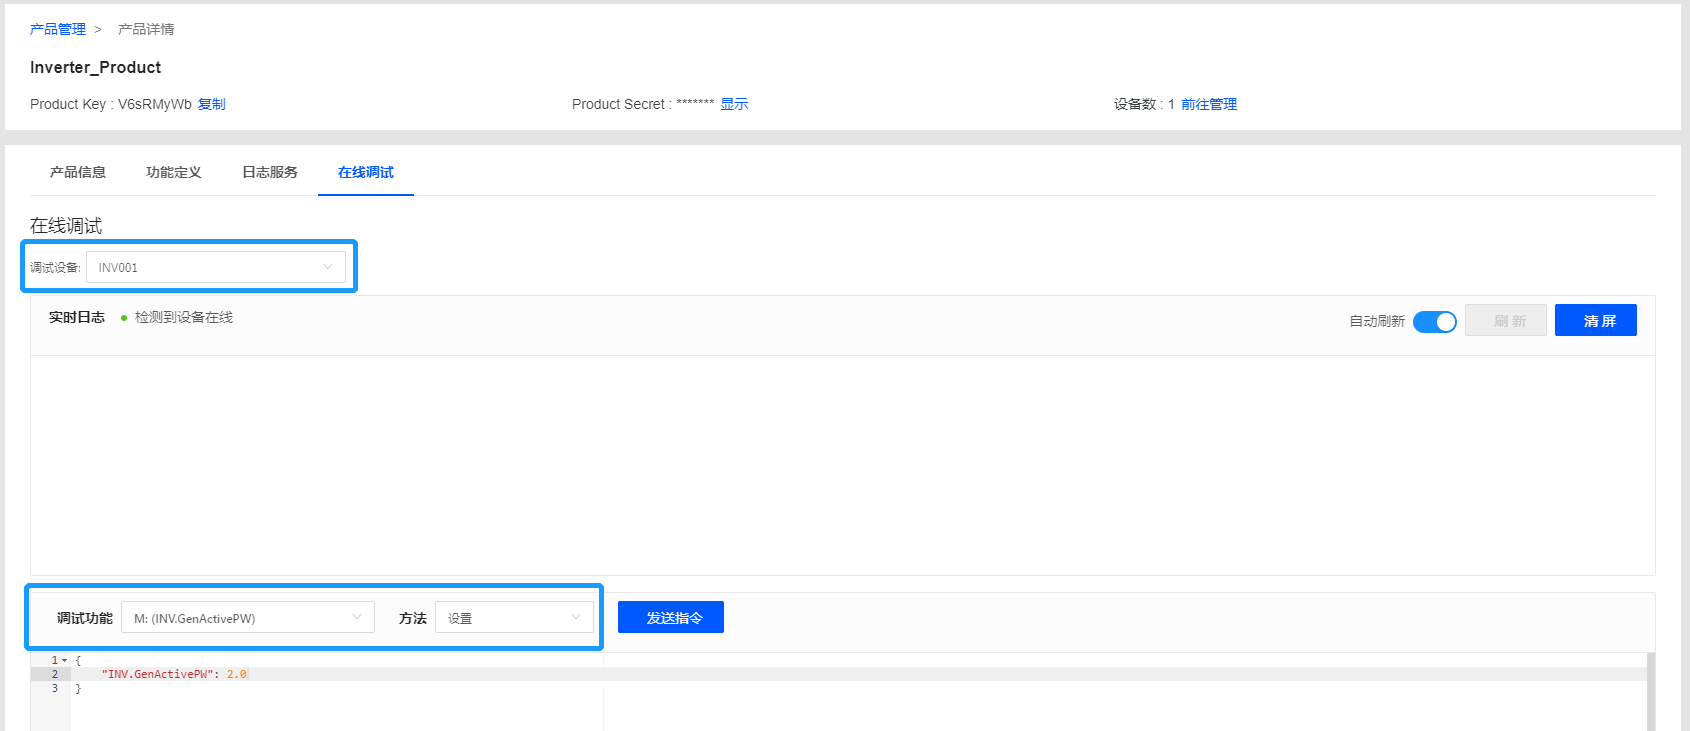 产品管理 > 产品详情
Inverter_Product
Product Key : V6sRMyWb 复制
Product Secret : ******* 显示
设备数 : 1 前往管理
产品信息 功能定义 日志服务 在线调试
在线调试
调试设备: INV001
实时日志 检测到设备在线 自动刷新 刷 新 清 屏
调试功能 M: (INV.GenActivePW) 方法 设置 发送指令
1 {
2 "INV.GenActivePW": 2.0
3 }